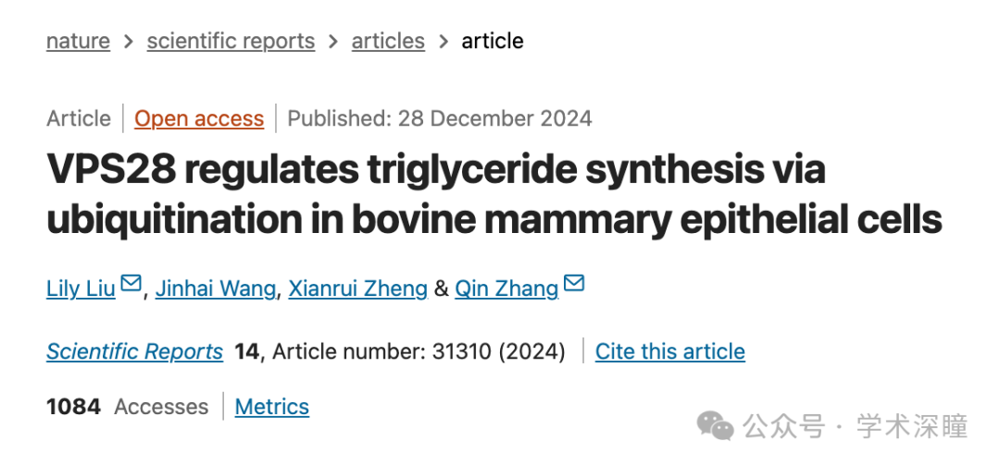 nature > scientific reports > articles > article
Article | Open access | Published: 28 December 2024
VPS28 regulates triglyceride synthesis via
ubiquitination in bovine mammary epithelial cells
Lily Liu, Jinhai Wang, Xianrui Zheng & Qin Zhang
Scientific Reports 14, Article number: 31310 (2024) | Cite this article
1084 Accesses | Metrics
公众号 · 学术深瞳